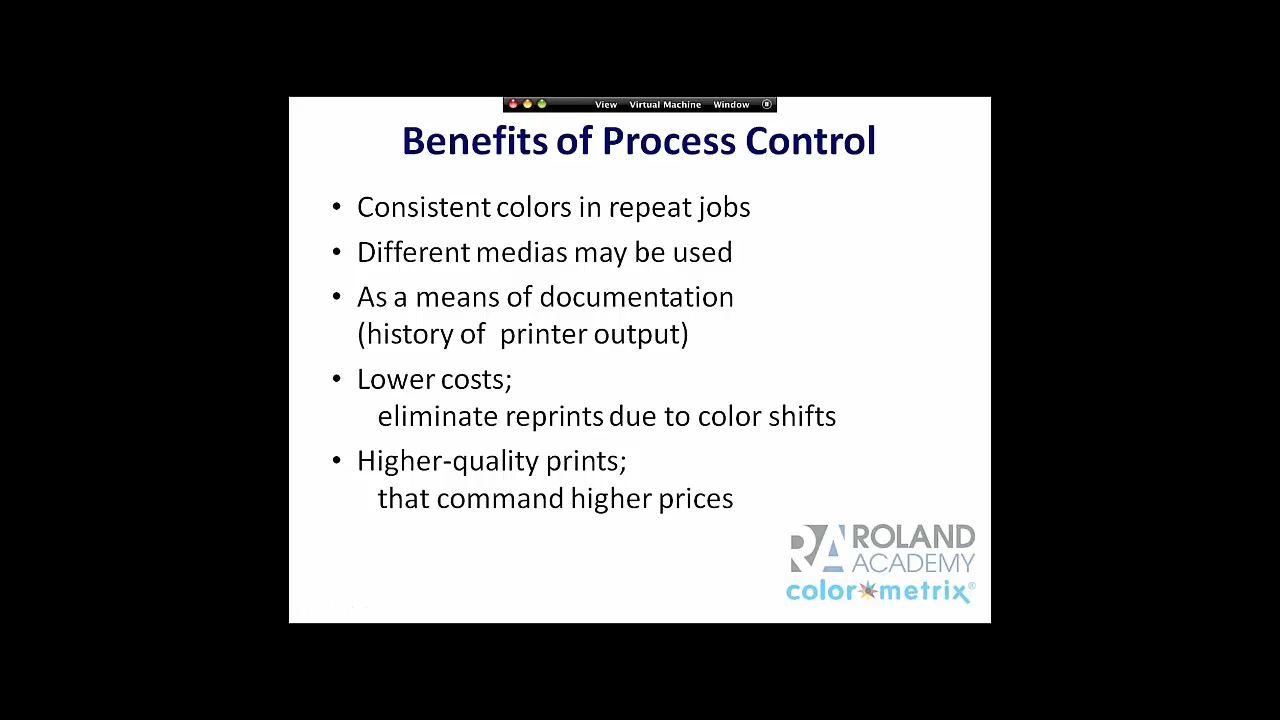 View Virtual Machine Window
Benefits of Process Control
• Consistent colors in repeat jobs
• Different medias may be used
• As a means of documentation
(history of printer output)
• Lower costs;
eliminate reprints due to color shifts
• Higher-quality prints;
that command higher prices
RA ROLAND
ACADEMY
color metrix®